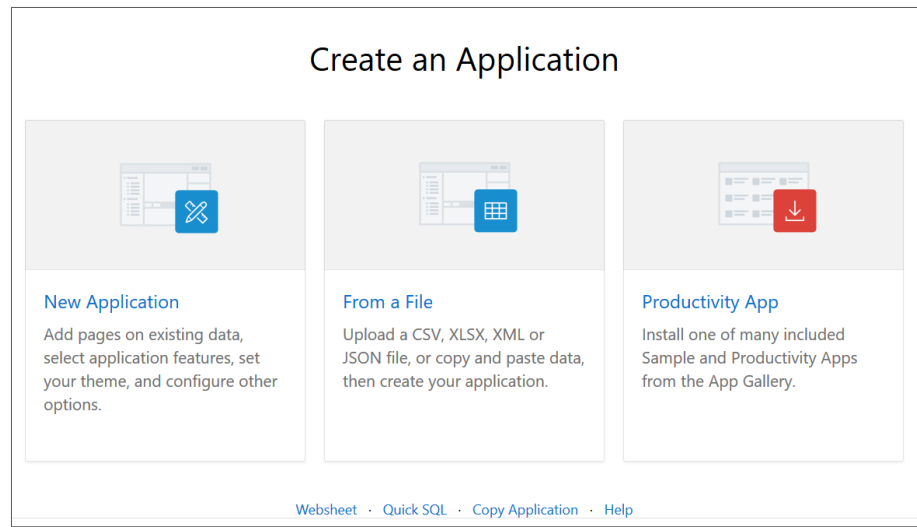 Create an Application
New Application
Add pages on existing data,
select application features, set
your theme, and configure other
options.
From a File
Upload a CSV, XLSX, XML or
JSON file, or copy and paste data,
then create your application.
Productivity App
Install one of many included
Sample and Productivity Apps
from the App Gallery.
Websheet · Quick SQL · Copy Application · Help